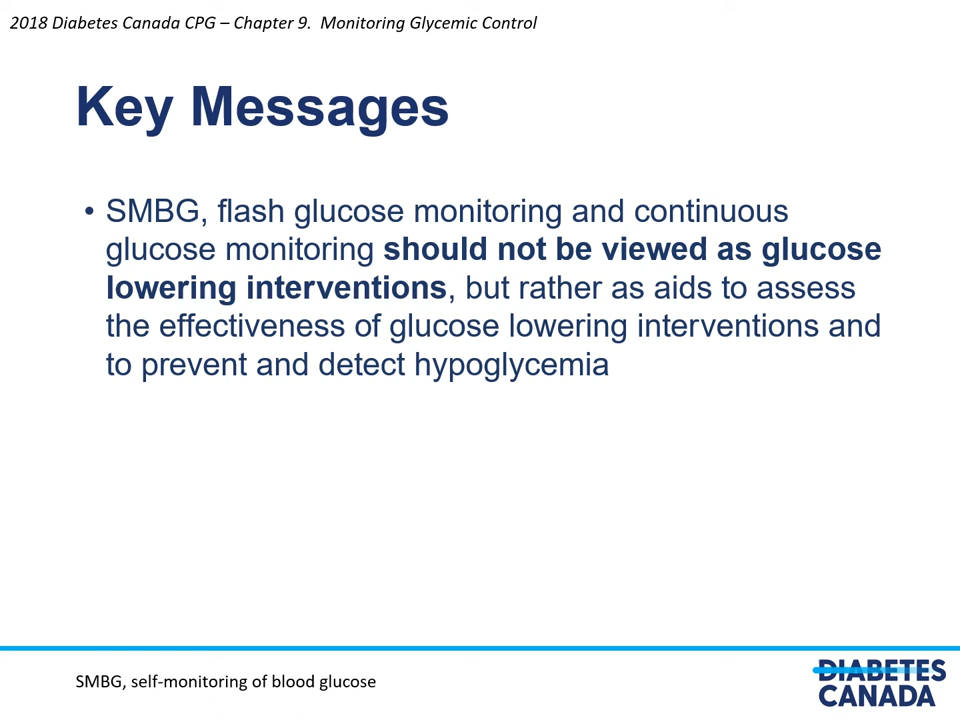 2018 Diabetes Canada CPG – Chapter 9. Monitoring Glycemic Control
Key Messages
• SMBG, flash glucose monitoring and continuous
glucose monitoring should not be viewed as glucose
lowering interventions, but rather as aids to assess
the effectiveness of glucose lowering interventions and
to prevent and detect hypoglycemia
SMBG, self-monitoring of blood glucose
DIABETES
CANADA